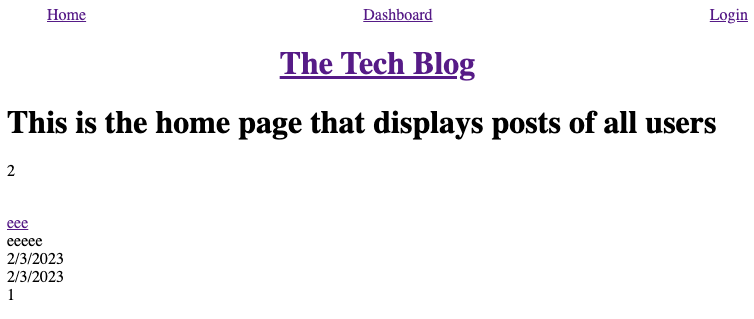 Home Dashboard Login
The Tech Blog
This is the home page that displays posts of all users
2
eee
eeeee
2/3/2023
2/3/2023
1